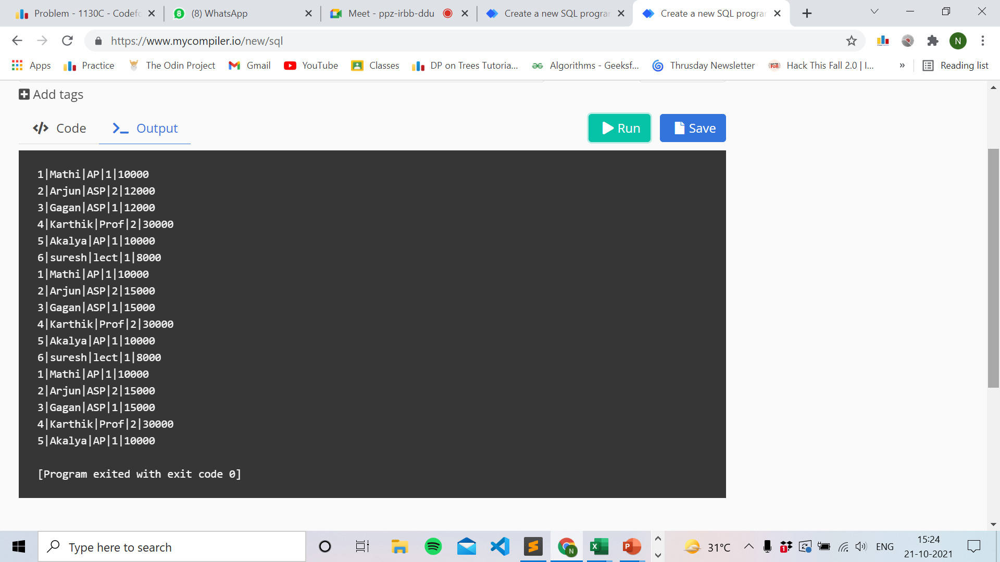 Problem - 1130C - Codefo
(8) WhatsApp
Meet - ppz-irbb-ddu
Create a new SQL progra
Create a new SQL progra
https://www.mycompiler.io/new/sql
N
Apps
Practice
The Odin Project
Gmail
YouTube
Classes
DP on Trees Tutoria...
Algorithms - Geeksf...
Thrusday Newsletter
Hack This Fall 2.0 | I...
»
Reading list
Add tags
Code
Output
Run
Save
1|Mathi|AP|1|10000
2|Arjun|ASP|2|12000
3|Gagan|ASP|1|12000
4|Karthik|Prof|2|30000
5|Akalya|AP|1|10000
6|suresh|lect|1|8000
1|Mathi|AP|1|10000
2|Arjun|ASP|2|15000
3|Gagan|ASP|1|15000
4|Karthik|Prof|2|30000
5|Akalya|AP|1|10000
6|suresh|lect|1|8000
1|Mathi|AP|1|10000
2|Arjun|ASP|2|15000
3|Gagan|ASP|1|15000
4|Karthik|Prof|2|30000
5|Akalya|AP|1|10000
[Program exited with exit code 0]
Type here to search
31°C
ENG
15:24
21-10-2021